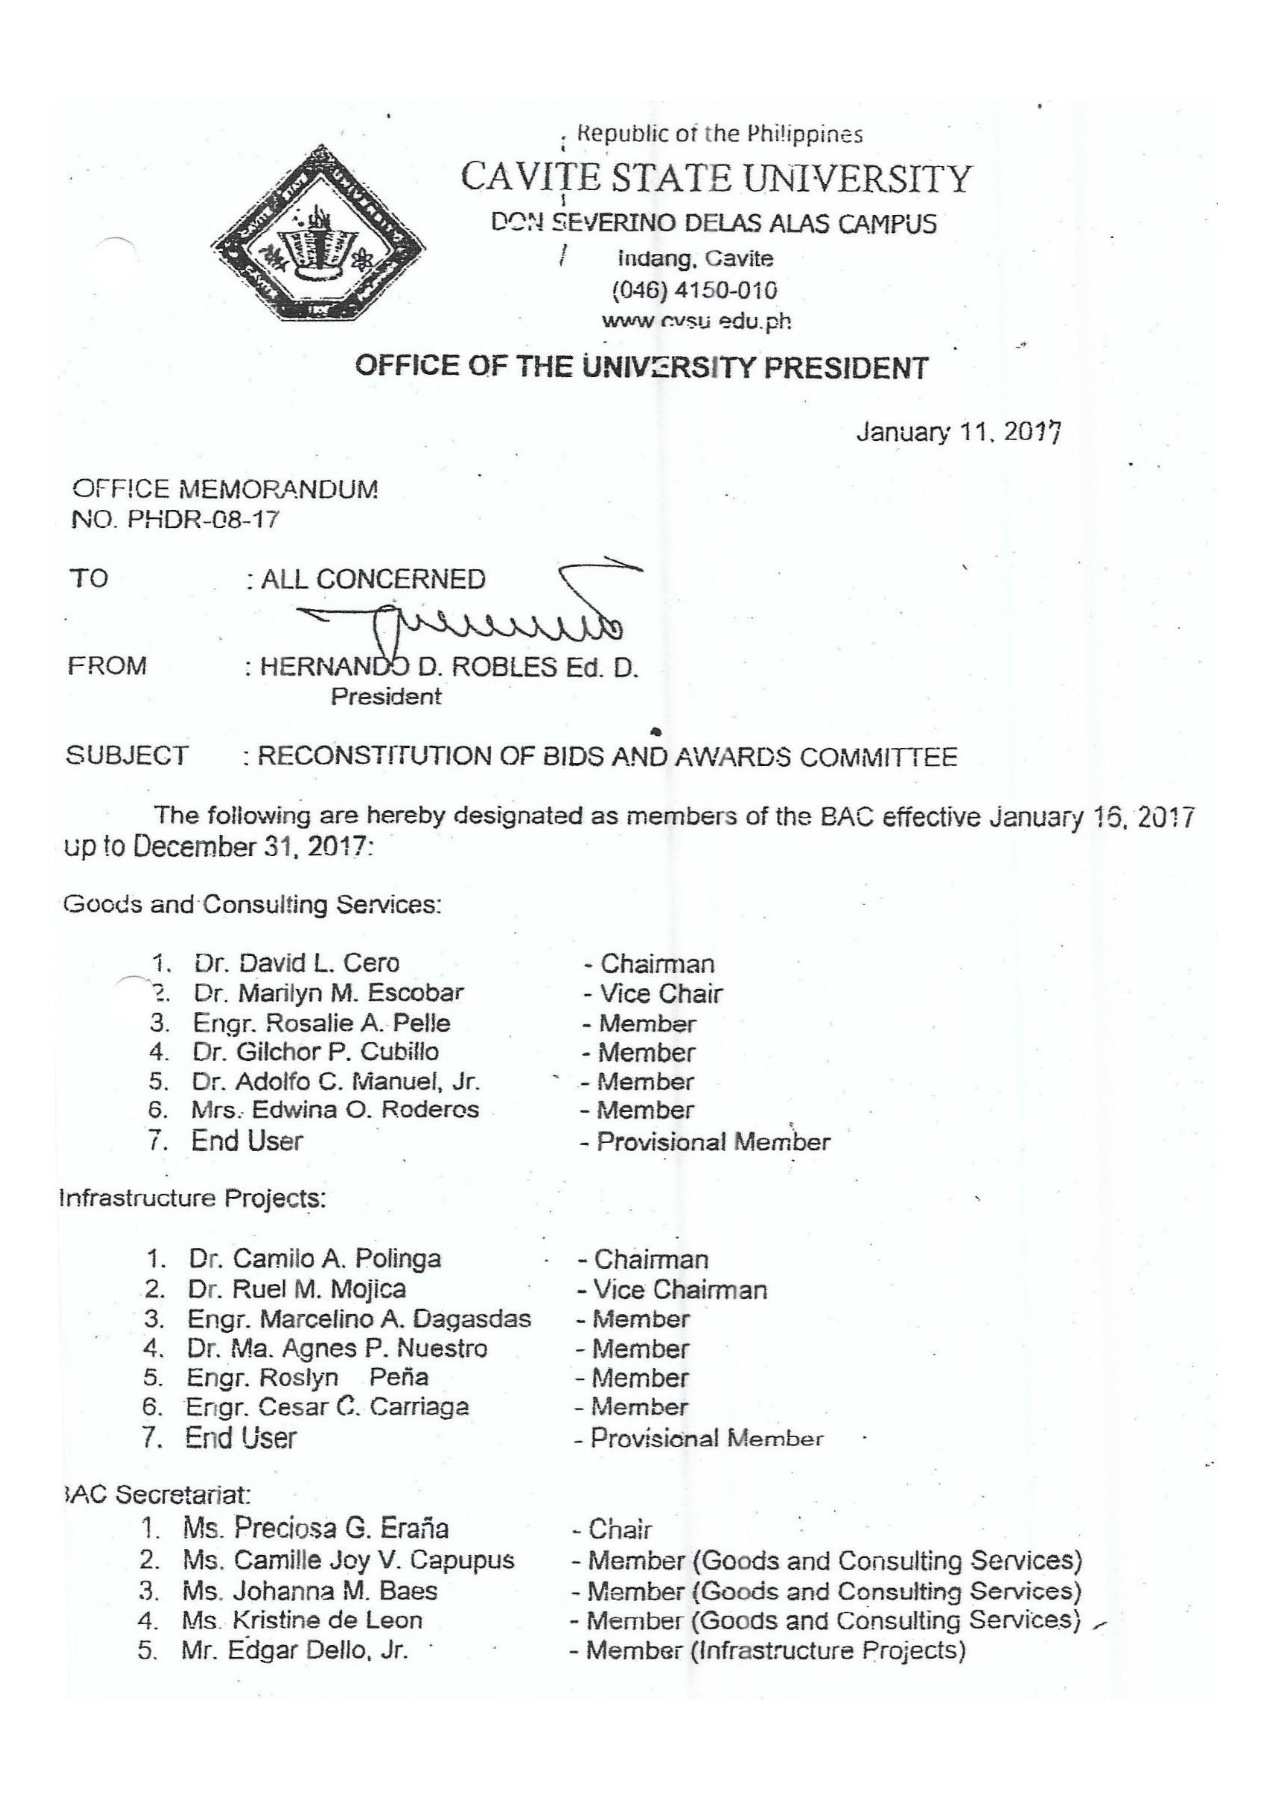 Republic of the Philippines
CAVITE STATE UNIVERSITY
DON SEVERINO DELAS ALAS CAMPUS
Indang, Cavite
(046) 4150-010
www.cvsu.edu.ph
OFFICE OF THE UNIVERSITY PRESIDENT
January 11, 2017
OFFICE MEMORANDUM
NO. PHDR-08-17
TO : ALL CONCERNED
FROM : HERNANDO D. ROBLES Ed. D.
President
SUBJECT : RECONSTITUTION OF BIDS AND AWARDS COMMITTEE
The following are hereby designated as members of the BAC effective January 16, 2017
up to December 31, 2017:
Goods and Consulting Services:
1. Dr. David L. Cero - Chairman
2. Dr. Marilyn M. Escobar - Vice Chair
3. Engr. Rosalie A. Pelle - Member
4. Dr. Gilchor P. Cubillo - Member
5. Dr. Adolfo C. Manuel, Jr. - Member
6. Mrs. Edwina O. Roderos - Member
7. End User - Provisional Member
Infrastructure Projects:
1. Dr. Camilo A. Polinga - Chairman
2. Dr. Ruel M. Mojica - Vice Chairman
3. Engr. Marcelino A. Dagasdas - Member
4. Dr. Ma. Agnes P. Nuestro - Member
5. Engr. Roslyn Peña - Member
6. Engr. Cesar C. Carriaga - Member
7. End User - Provisional Member
BAC Secretariat:
1. Ms. Preciosa G. Eraña - Chair
2. Ms. Camille Joy V. Capupus - Member (Goods and Consulting Services)
3. Ms. Johanna M. Baes - Member (Goods and Consulting Services)
4. Ms. Kristine de Leon - Member (Goods and Consulting Services)
5. Mr. Edgar Dello, Jr. - Member (Infrastructure Projects)